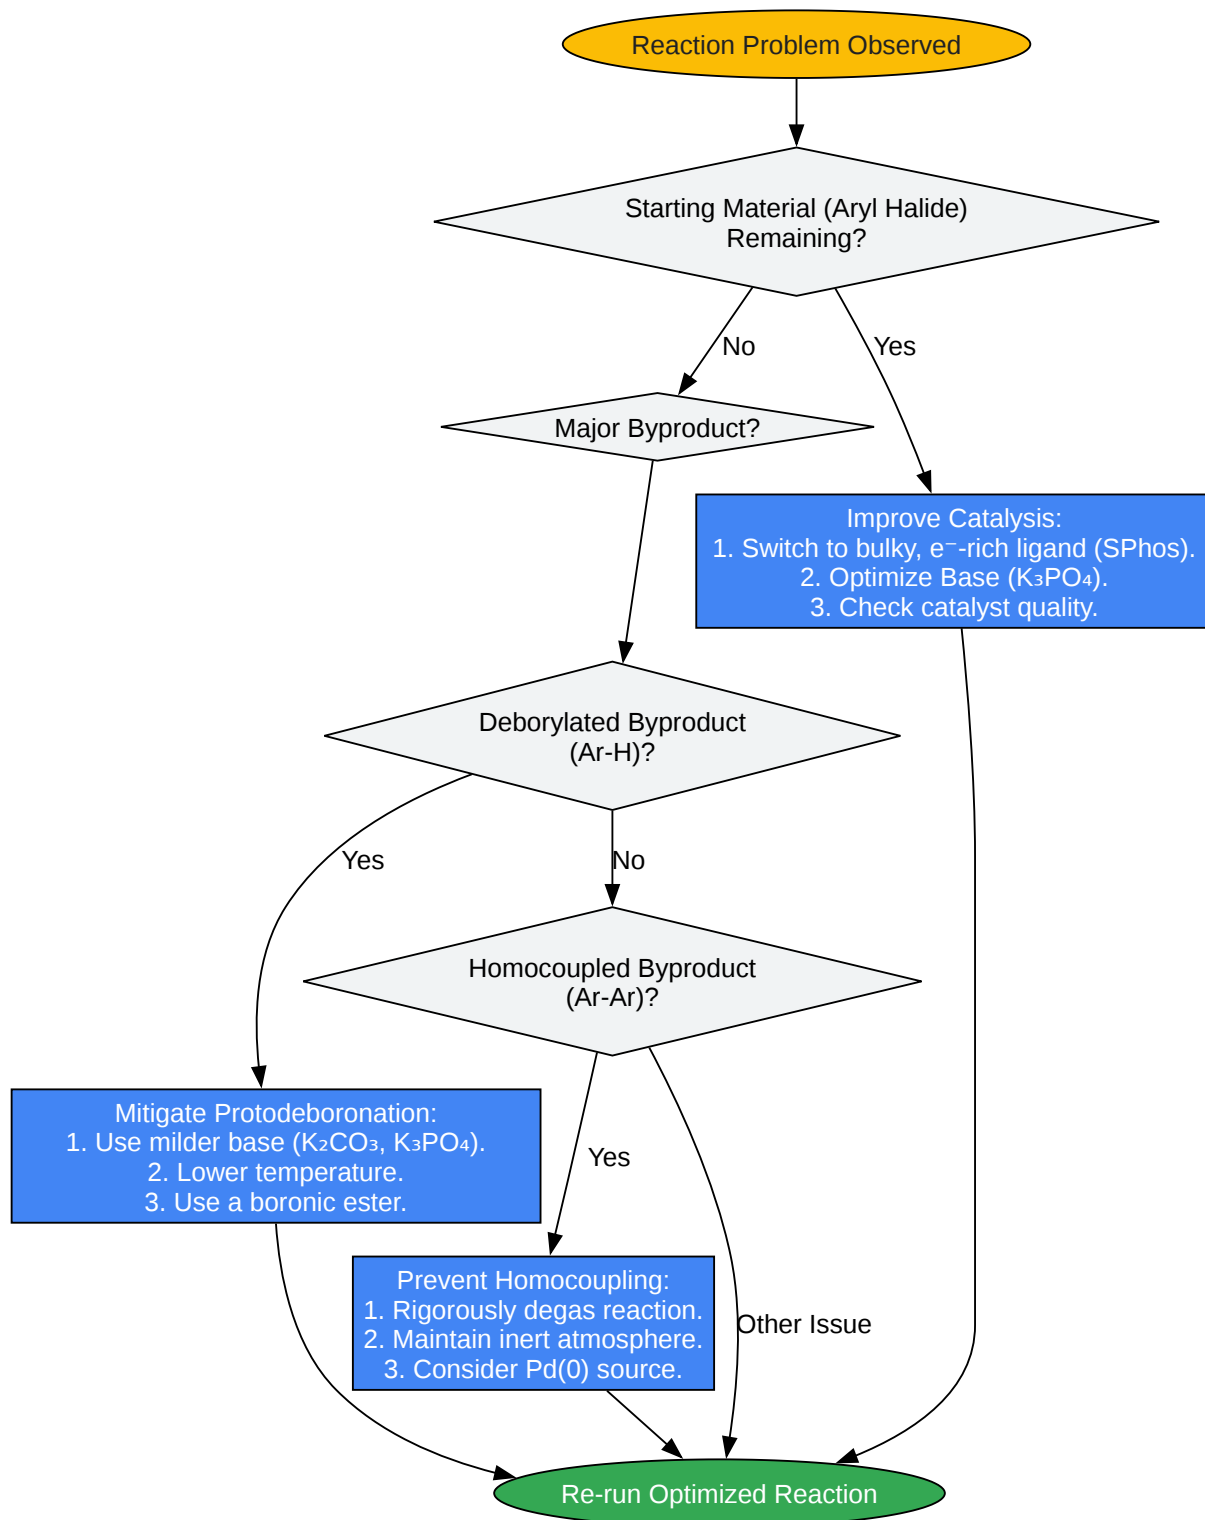 Reaction Problem Observed
Starting Material (Aryl Halide)
Remaining?
No
Yes
Major Byproduct?
Improve Catalysis:
1. Switch to bulky, e⁻-rich ligand (SPhos).
2. Optimize Base (K₃PO₄).
3. Check catalyst quality.
Deborylated Byproduct
(Ar-H)?
Yes
No
Homocoupled Byproduct
(Ar-Ar)?
Mitigate Protodeboronation:
1. Use milder base (K₂CO₃, K₃PO₄).
2. Lower temperature.
3. Use a boronic ester.
Yes
Prevent Homocoupling:
1. Rigorously degas reaction.
2. Maintain inert atmosphere.
3. Consider Pd(0) source.
Other Issue
Re-run Optimized Reaction